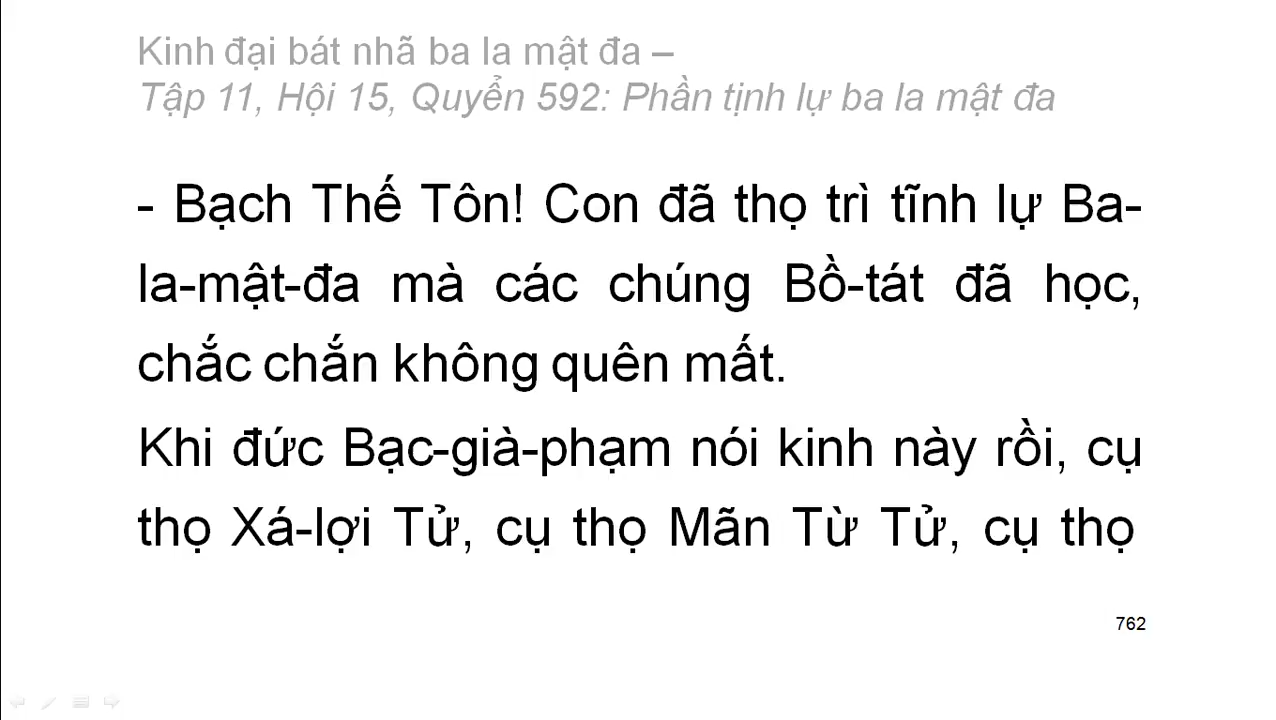 Kinh đại bát nhã ba la mật đa –
Tập 11, Hội 15, Quyển 592: Phần tịnh lự ba la mật đa
- Bạch Thế Tôn! Con đã thọ trì tĩnh lự Ba-
la-mật-đa mà các chúng Bồ-tát đã học,
chắc chắn không quên mất.
Khi đức Bạc-già-phạm nói kinh này rồi, cụ
thọ Xá-lợi Tử, cụ thọ Mãn Từ Tử, cụ thọ
762